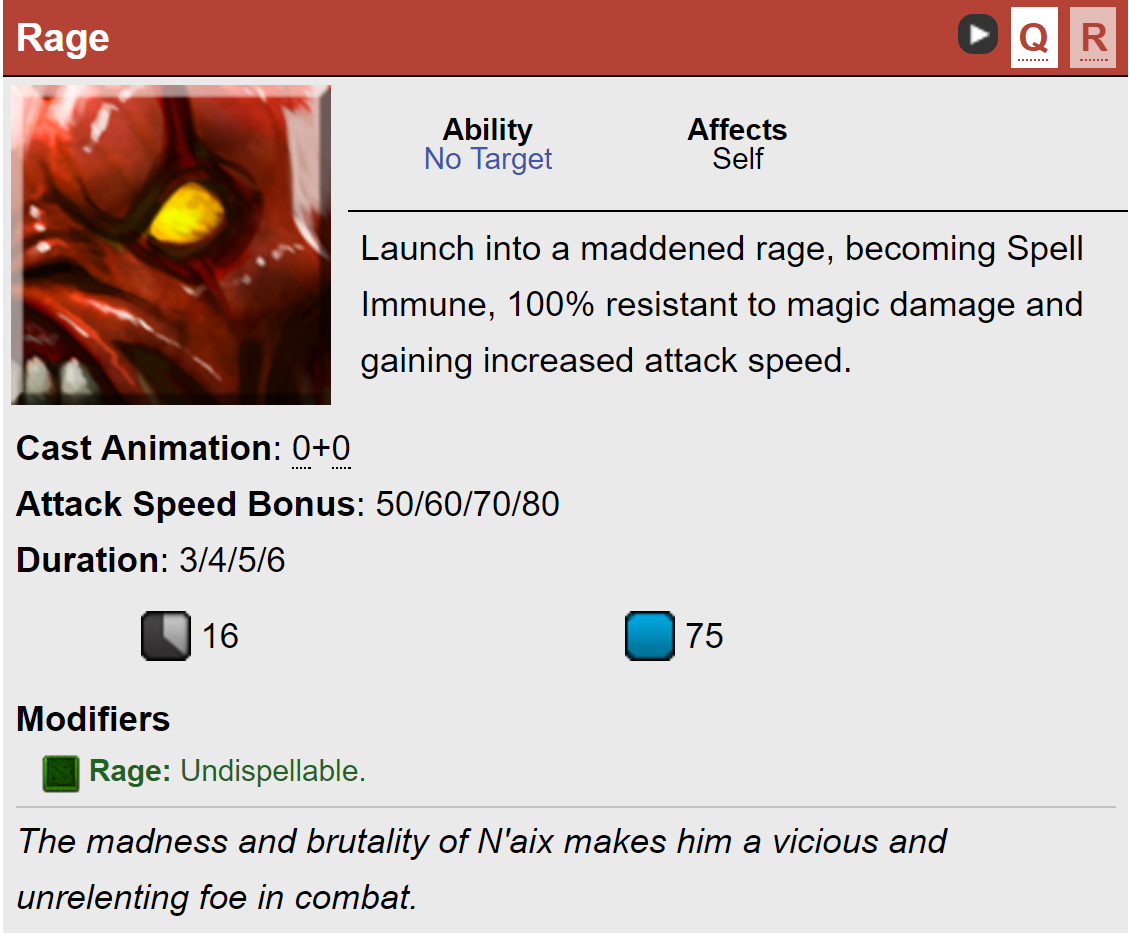 Rage
Q R
Ability
No Target
Affects
Self
Launch into a maddened rage, becoming Spell
Immune, 100% resistant to magic damage and
gaining increased attack speed.
Cast Animation: 0+0
Attack Speed Bonus: 50/60/70/80
Duration: 3/4/5/6
16
75
Modifiers
Rage: Undispellable.
The madness and brutality of N'aix makes him a vicious and
unrelenting foe in combat.